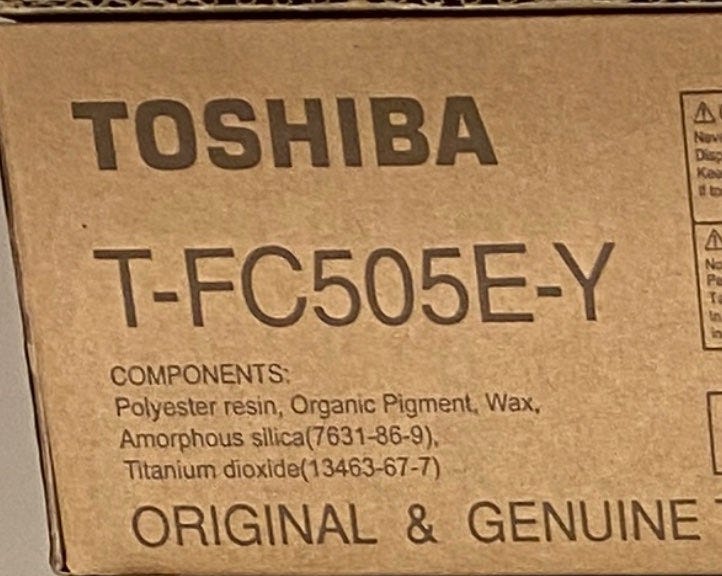 TOSHIBA
T-FC505E-Y
COMPONENTS:
Polyester resin, Organic Pigment, Wax,
Amorphous silica(7631-86-9),
Titanium dioxide(13463-67-7)
ORIGINAL & GENUINE